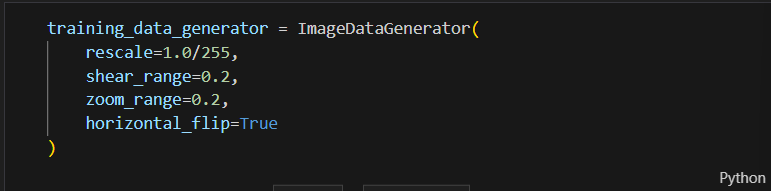 training_data_generator = ImageDataGenerator(
    rescale=1.0/255,
    shear_range=0.2,
    zoom_range=0.2,
    horizontal_flip=True
)
Python